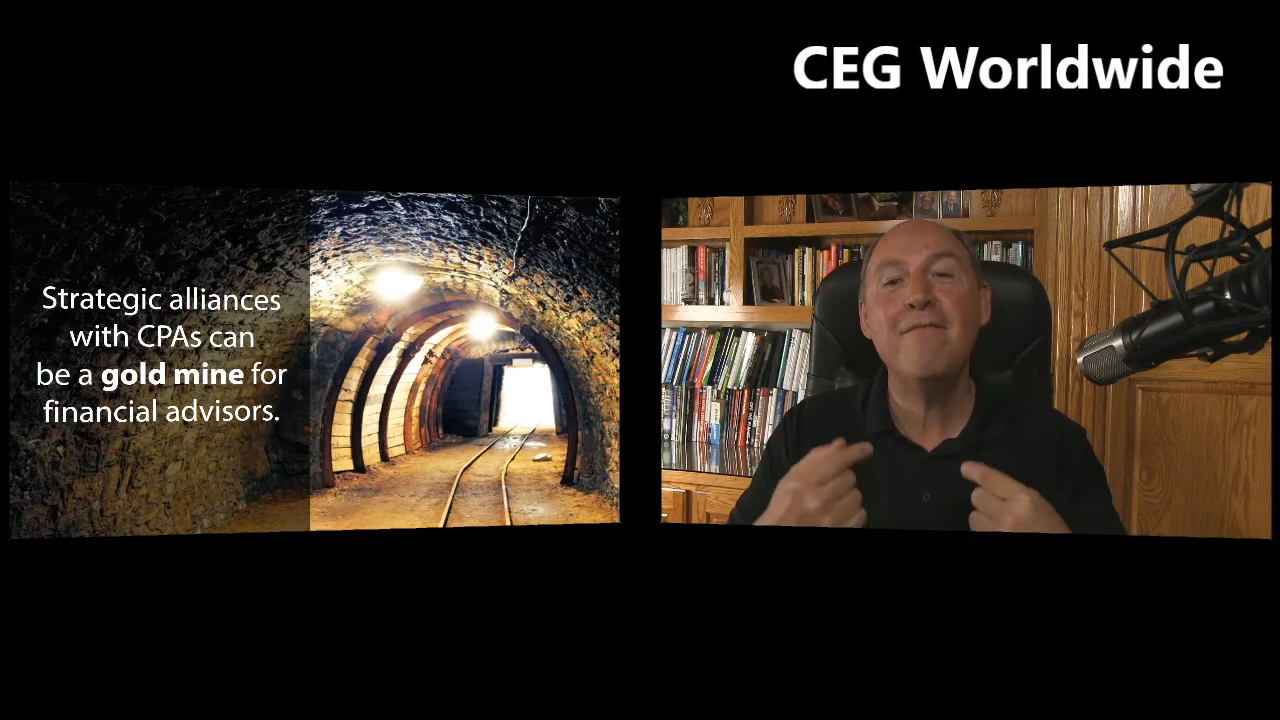 CEG Worldwide
Strategic alliances
with CPAs can
be a gold mine for
financial advisors.